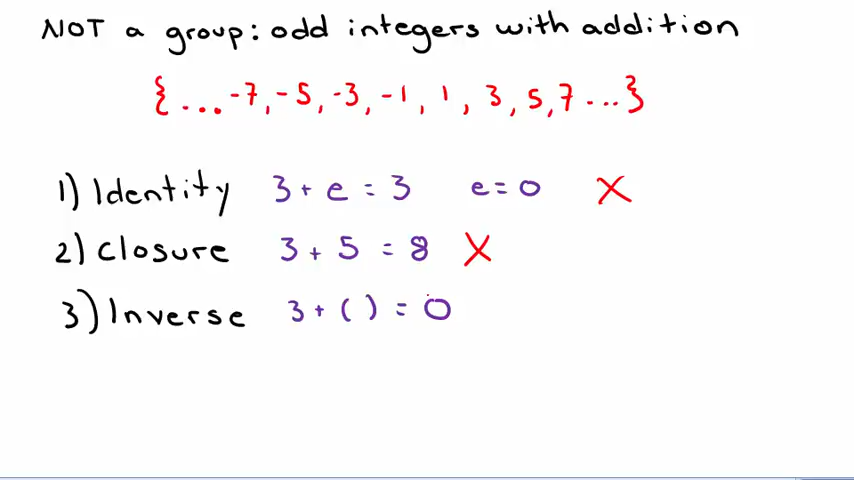 NOT a group: odd integers with addition
{...-7,-5,-3,-1,1,3,5,7...}
1) Identity 3+e=3 e=0 X
2) Closure 3+5=8 X
3) Inverse 3+( )=0